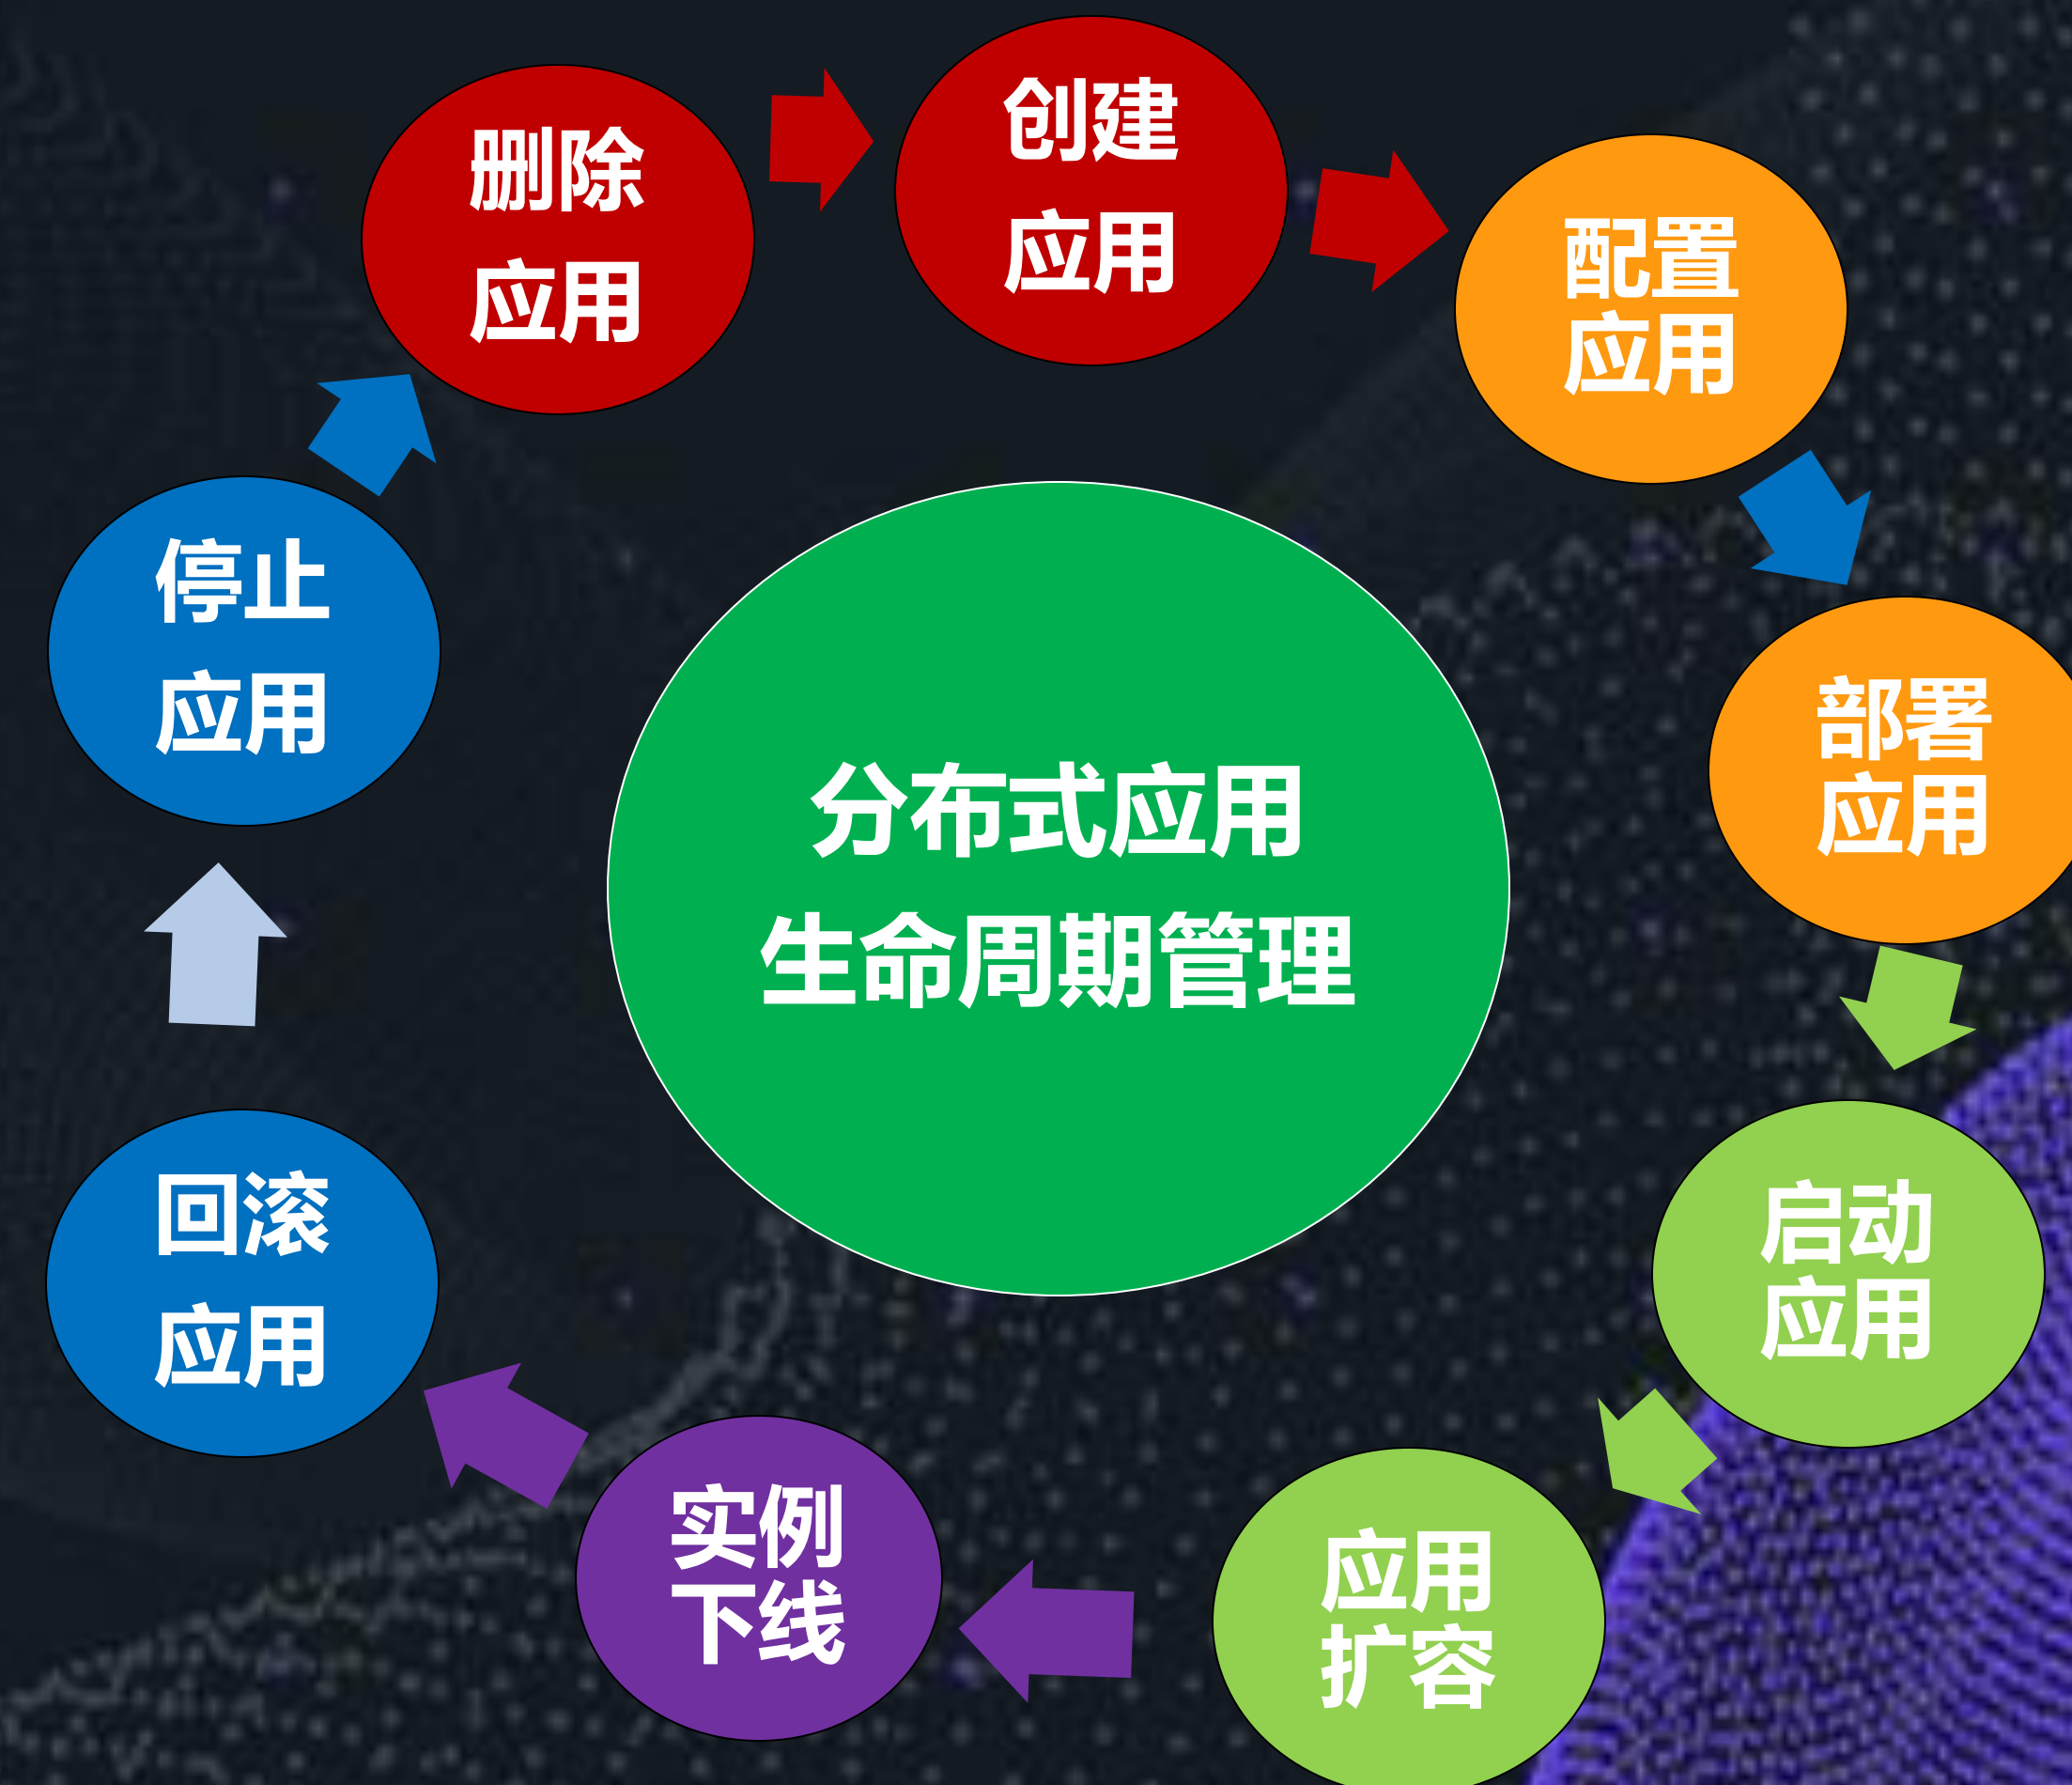 删除
应用
创建
应用
配置
应用
部署
应用
启动
应用
应用
扩容
实例
下线
回滚
应用
停止
应用
分布式应用
生命周期管理